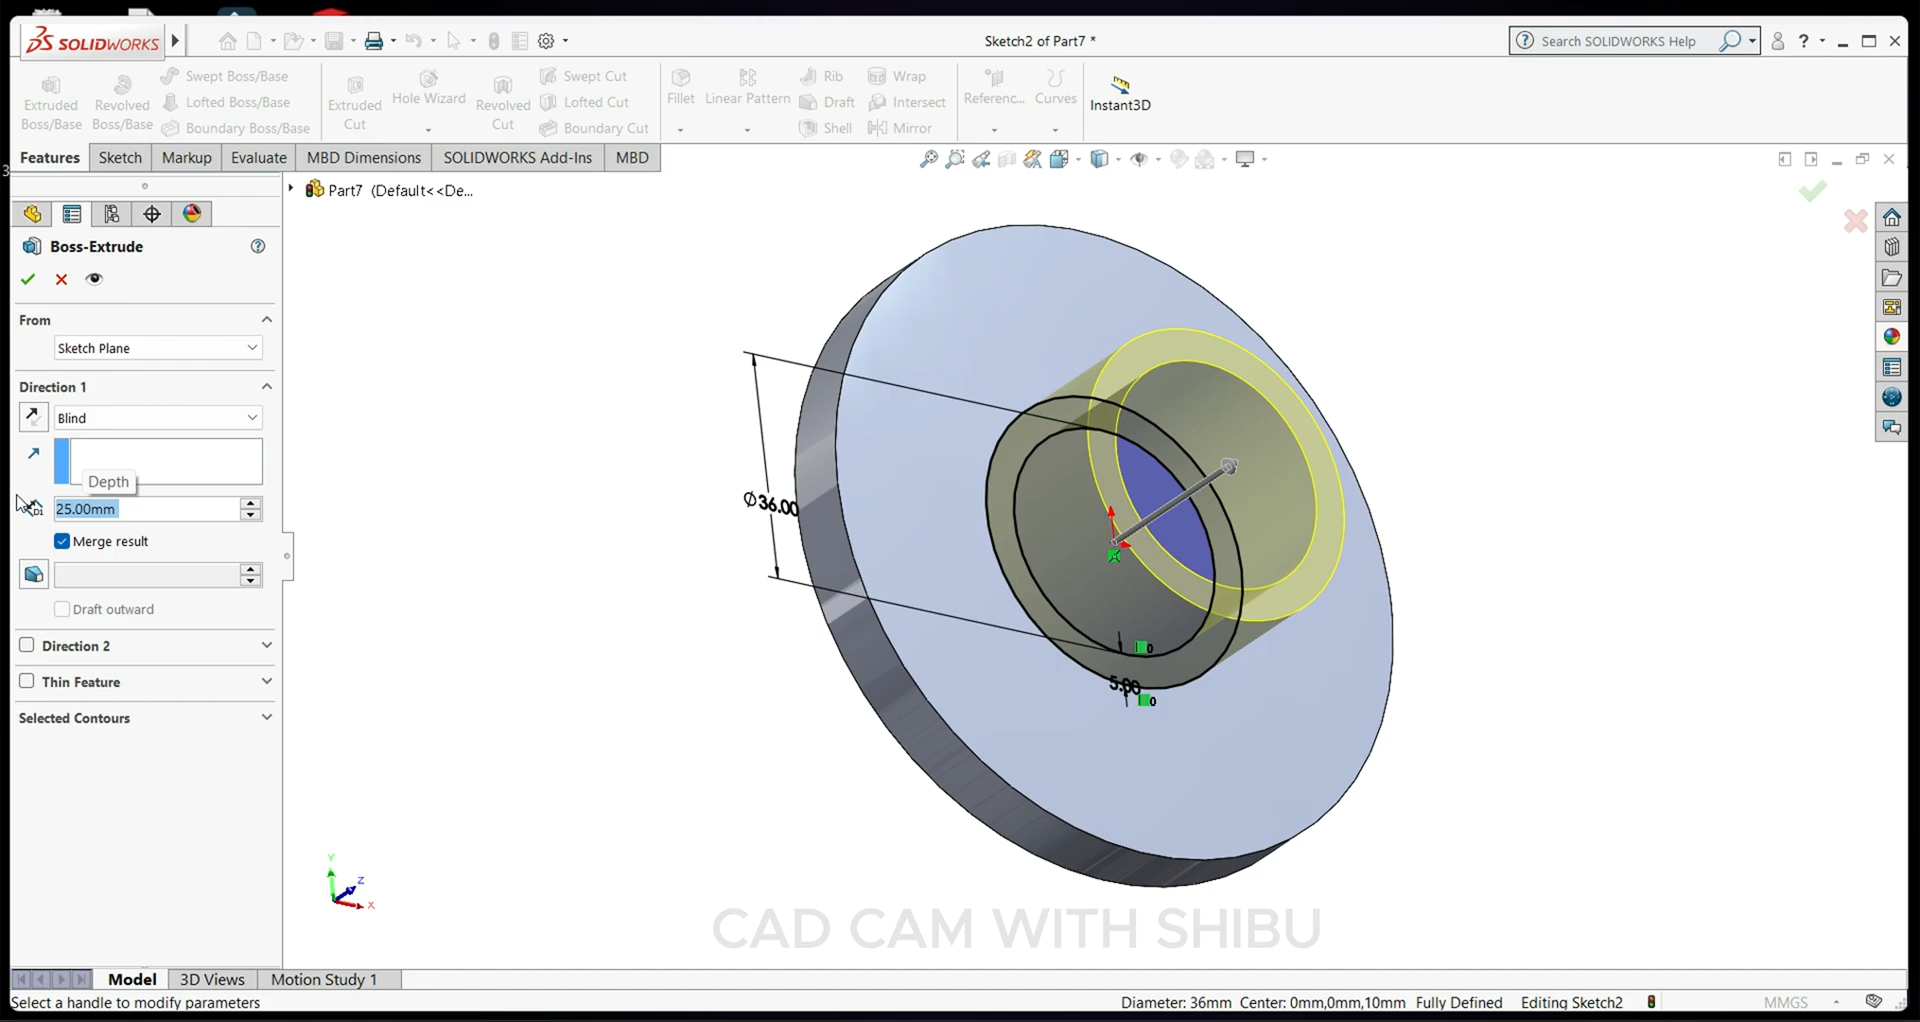 SOLIDWORKS
Sketch2 of Part7 *
Search SOLIDWORKS Help
?
Extruded Boss/Base
Revolved Boss/Base
Swept Boss/Base
Lofted Boss/Base
Boundary Boss/Base
Extruded Cut
Hole Wizard
Revolved Cut
Swept Cut
Lofted Cut
Boundary Cut
Fillet
Linear Pattern
Rib
Draft
Shell
Wrap
Intersect
Mirror
Referenc...
Curves
Instant3D
Features
Sketch
Markup
Evaluate
MBD Dimensions
SOLIDWORKS Add-Ins
MBD
3
Part7 (Default<<De...
Boss-Extrude
?
From
Sketch Plane
Direction 1
Blind
Depth
D1
25.00mm
Merge result
Draft outward
Direction 2
Thin Feature
Selected Contours
Ø36.00
5.00
0
0
Y
Z
X
CAD CAM WITH SHIBU
Model
3D Views
Motion Study 1
Select a handle to modify parameters
Diameter: 36mm Center: 0mm,0mm,10mm Fully Defined
Editing Sketch2
MMGS